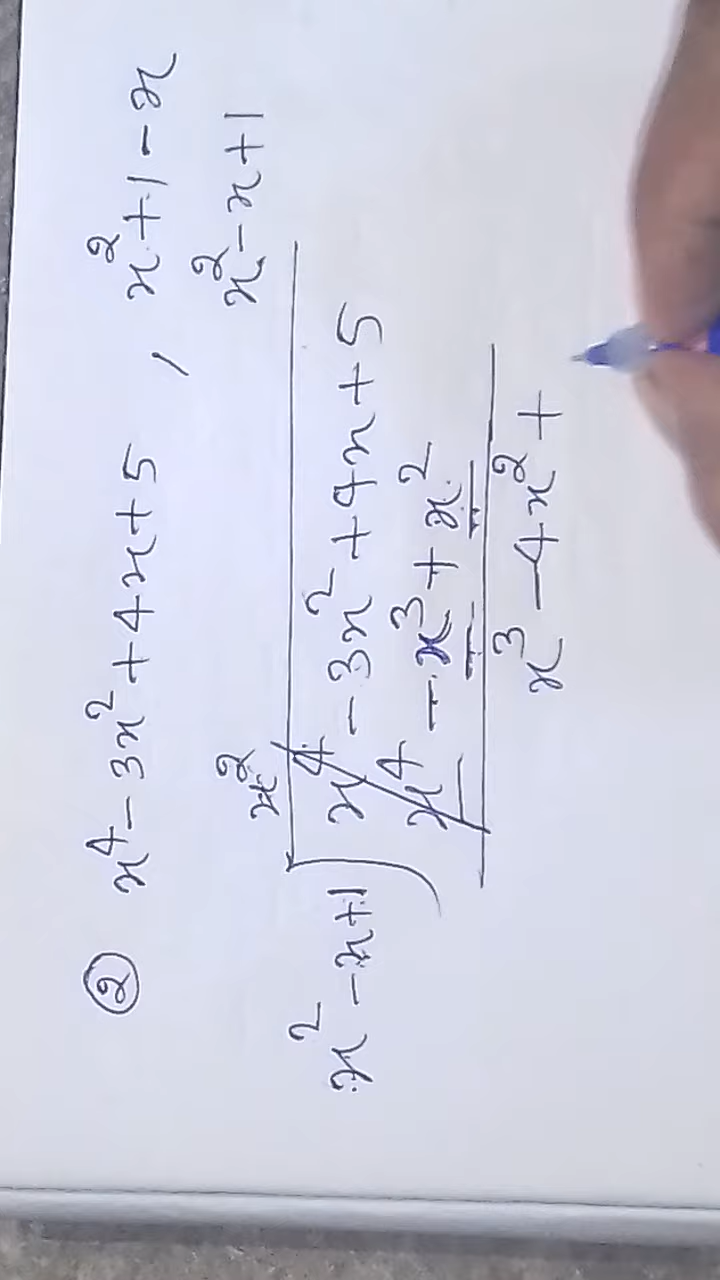 ② x⁴ - 3x² + 4x + 5 , x² + 1 - x
x² - x + 1
x²
x² - x + 1 ) x⁴ - 3x² + 4x + 5
x⁴ - x³ + x²
- - -
x³ - 4x² +